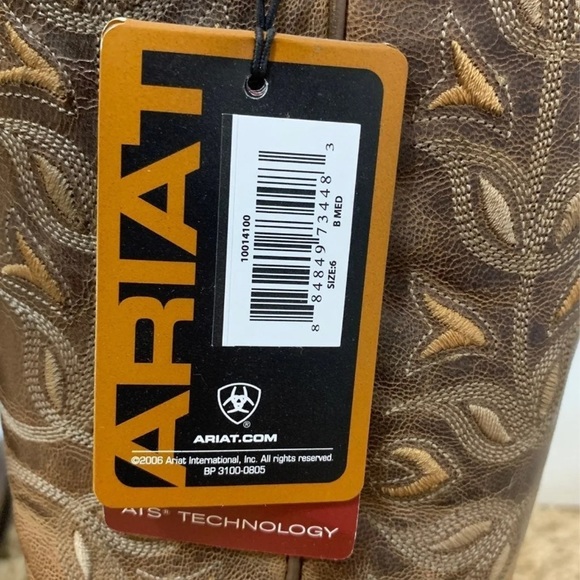 ARIAT
10014100
8 84849 73448 3
SIZE:6 B MED
®
ARIAT.COM
©2006 Ariat International, Inc. All rights reserved.
BP 3100-0805
ATS® TECHNOLOGY